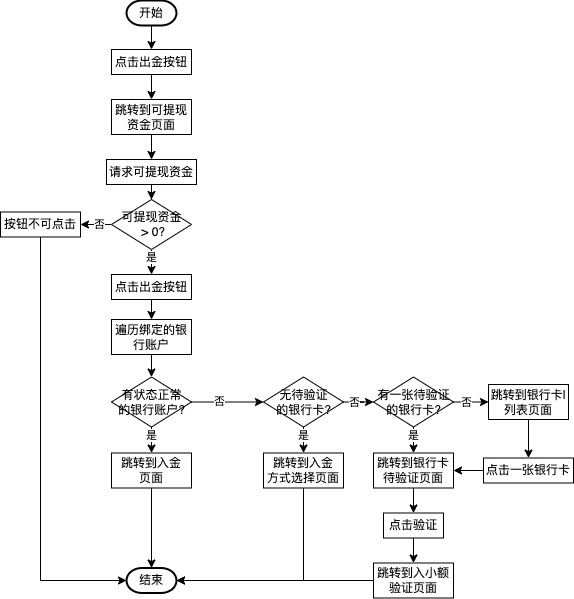 开始
点击出金按钮
跳转到可提现
资金页面
请求可提现资金
可提现资金
> 0?
否
按钮不可点击
是
点击出金按钮
遍历绑定的银
行账户
有状态正常
的银行账户?
否
无待验证
的银行卡?
否
有一张待验证
的银行卡?
否
跳转到银行卡l
列表页面
是
是
是
跳转到入金
页面
跳转到入金
方式选择页面
跳转到银行卡
待验证页面
点击一张银行卡
点击验证
结束
跳转到入小额
验证页面